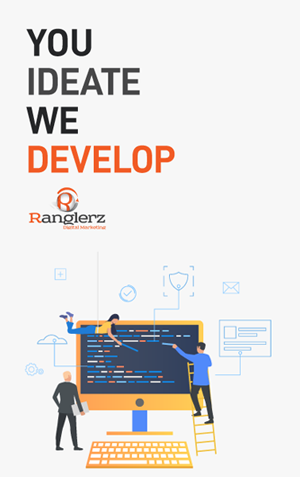 YOU
IDEATE
WE
DEVELOP
Ranglerz
Digital Marketing